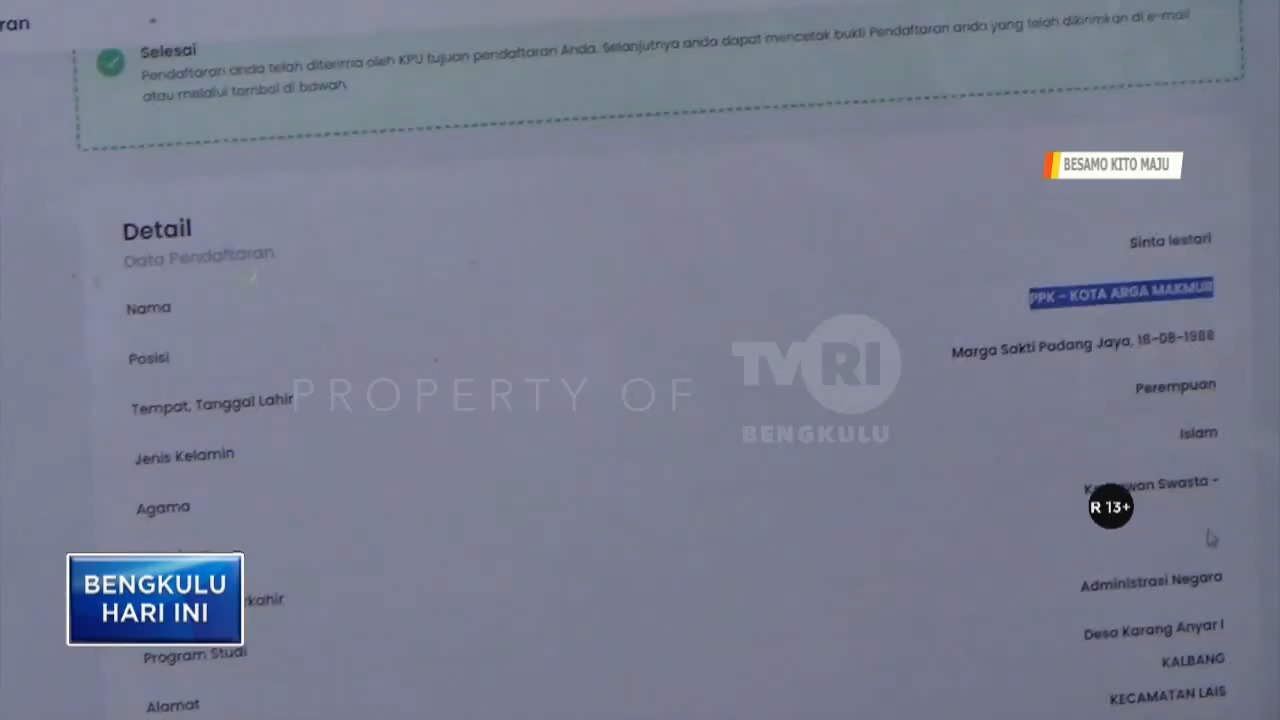 ran
Selesai
Pendaftaran anda telah diterima oleh KPU tujuan pendaftaran Anda. Selanjutnya anda dapat mencetak bukti Pendaftaran anda yang telah dikirimkan di e-mail
atau melalui tombol di bawah
BESAMO KITO MAJU
Detail
Data Pendaftaran
Sinta lestari
Nama
PPK - KOTA ARGA MAKMUR
Posisi
Marga Sakti Padang Jaya, 18-08-1988
Tempat, Tanggal Lahir
Perempuan
PROPERTY OF
TVRI
BENGKULU
Jenis Kelamin
Islam
Agama
wan Swasta -
R 13+
BENGKULU
HARI INI
rkahir
Administrasi Negara
Program Studi
Desa Karang Anyar I
KALBANG
Alamat
KECAMATAN LAIS